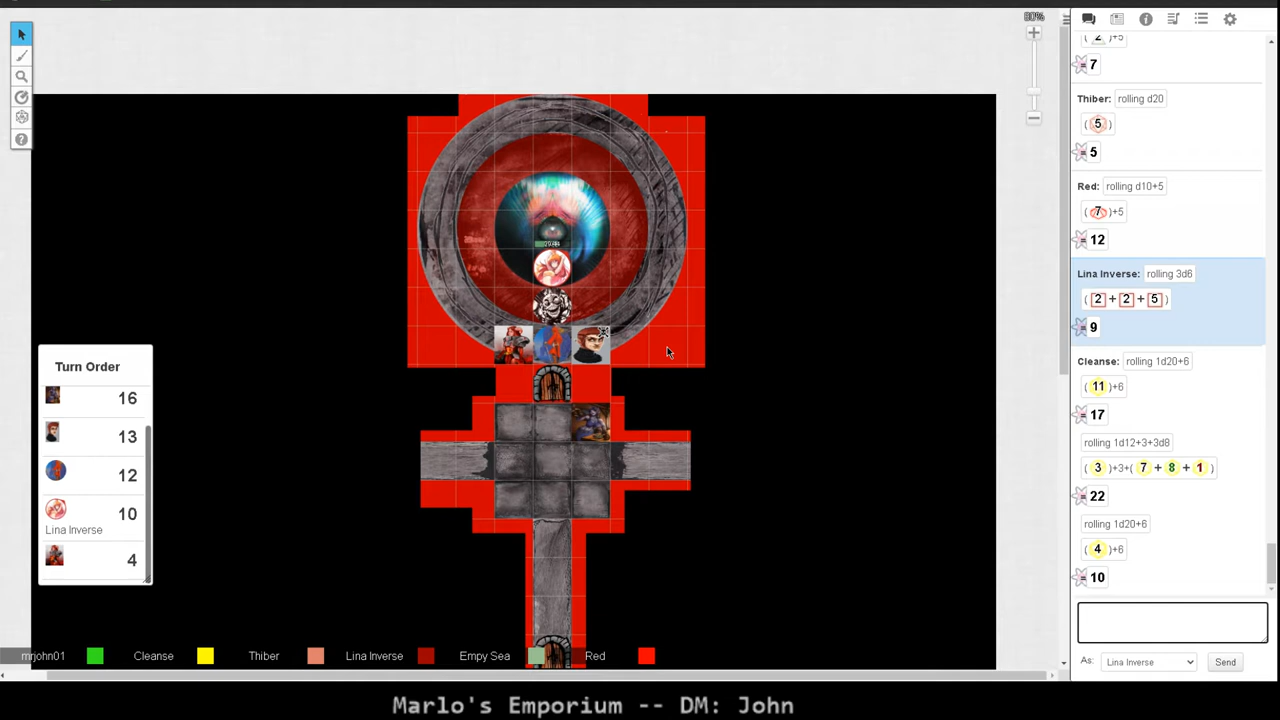 80%
( 2 )+5
= 7
Thiber: rolling d20
( 5 )
= 5
Red: rolling d10+5
( 7 )+5
= 12
Lina Inverse: rolling 3d6
( 2 + 2 + 5 )
= 9
Cleanse: rolling 1d20+6
( 11 )+6
= 17
rolling 1d12+3+3d8
( 3 )+3+( 7 + 8 + 1 )
= 22
rolling 1d20+6
( 4 )+6
= 10
Turn Order
16
13
12
10
Lina Inverse
4
mrjohn01 Cleanse Thiber Lina Inverse Empy Sea Red
As: Lina Inverse Send
Marlo's Emporium -- DM: John